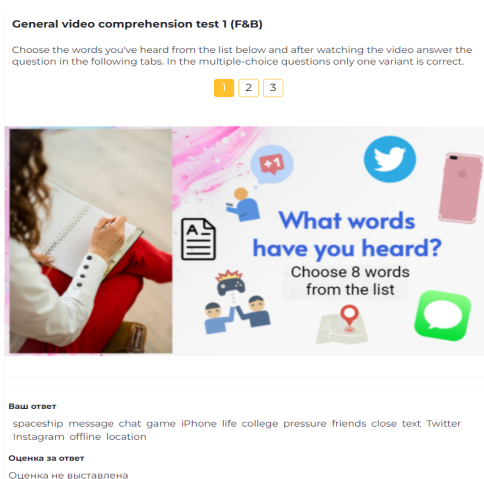 General video comprehension test 1 (F&B)
Choose the words you've heard from the list below and after watching the video answer the
question in the following tabs. In the multiple-choice questions only one variant is correct.
1 2 3
+1
A
What words
have you heard?
Choose 8 words
from the list
Ваш ответ
spaceship message chat game iPhone life college pressure friends close text Twitter
Instagram offline location
Оценка за ответ
Оценка не выставлена